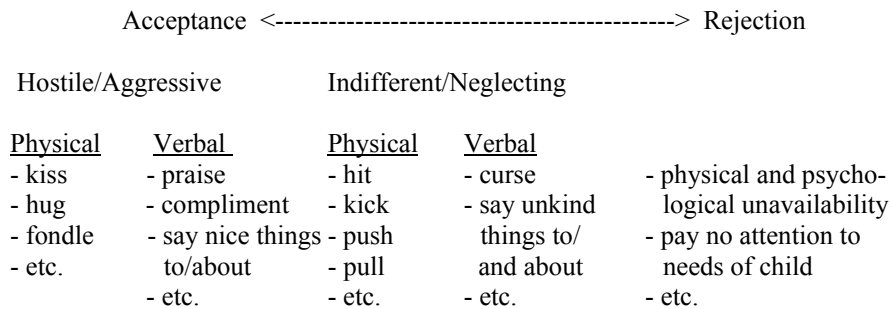 Acceptance <---------------------------------------------> Rejection
Hostile/Aggressive Indifferent/Neglecting
Physical Verbal Physical Verbal
- kiss - praise - hit - curse - physical and psycho-
- hug - compliment - kick - say unkind logical unavailability
- fondle - say nice things - push things to/ - pay no attention to
- etc. to/about - pull and about needs of child
- etc. - etc. - etc. - etc.